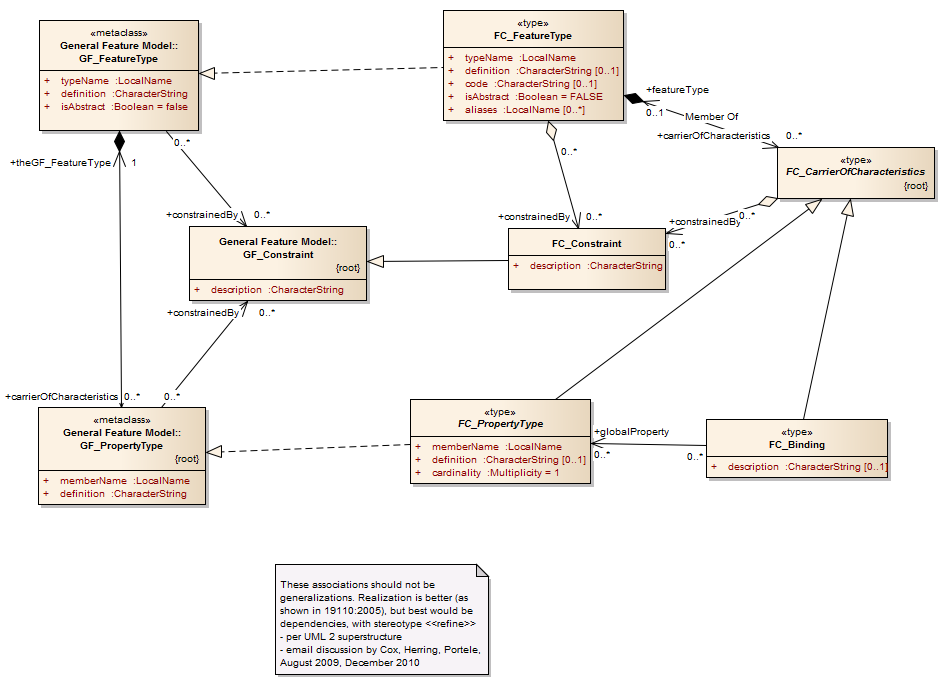 «metaclass»
General Feature Model::
GF_FeatureType
+ typeName :LocalName
+ definition :CharacterString
+ isAbstract :Boolean = false
«type»
FC_FeatureType
+ typeName :LocalName
+ definition :CharacterString [0..1]
+ code :CharacterString [0..1]
+ isAbstract :Boolean = FALSE
+ aliases :LocalName [0..*]
+featureType
0..1
Member Of
+carrierOfCharacteristics 0..*
«type»
FC_CarrierOfCharacteristics
{root}
+theGF_FeatureType 1
0..*
0..*
+constrainedBy 0..*
+constrainedBy 0..*
+constrainedBy
0..*
0..*
General Feature Model::
GF_Constraint
{root}
+ description :CharacterString
FC_Constraint
+ description :CharacterString
+constrainedBy 0..*
+carrierOfCharacteristics 0..*
0..*
«metaclass»
General Feature Model::
GF_PropertyType
{root}
+ memberName :LocalName
+ definition :CharacterString
«type»
FC_PropertyType
+ memberName :LocalName
+ definition :CharacterString [0..1]
+ cardinality :Multiplicity = 1
+globalProperty
0..*
0..*
«type»
FC_Binding
+ description :CharacterString [0..1]
These associations should not be
generalizations. Realization is better (as
shown in 19110:2005), but best would be
dependencies, with stereotype <<refine>>
- per UML 2 superstructure
- email discussion by Cox, Herring, Portele,
August 2009, December 2010